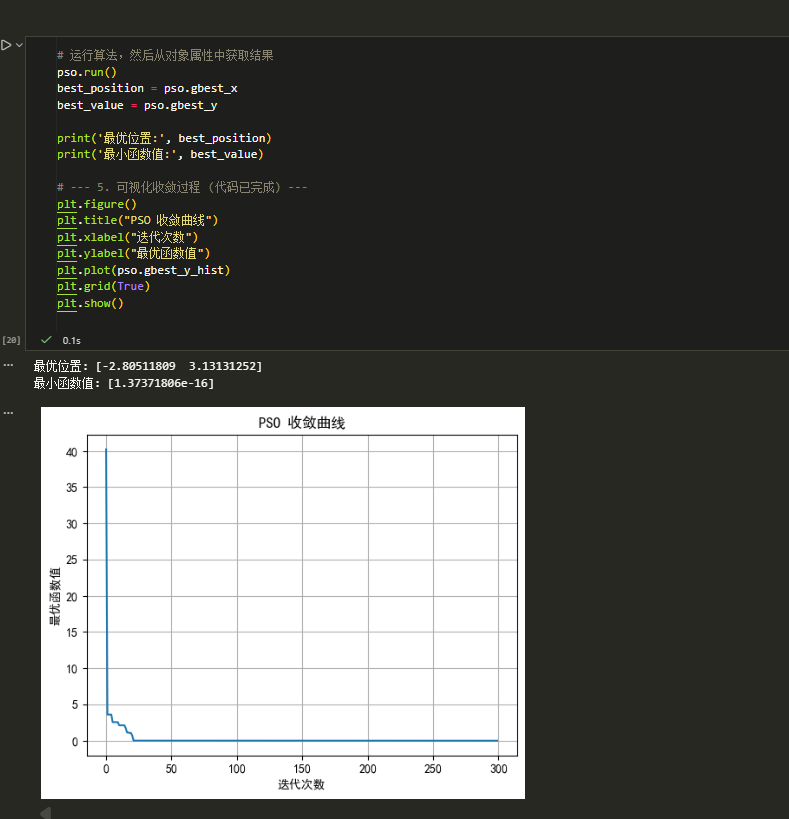 # 运行算法，然后从对象属性中获取结果
pso.run()
best_position = pso.gbest_x
best_value = pso.gbest_y
print('最优位置:', best_position)
print('最小函数值:', best_value)
# --- 5. 可视化收敛过程 (代码已完成) ---
plt.figure()
plt.title("PSO 收敛曲线")
plt.xlabel("迭代次数")
plt.ylabel("最优函数值")
plt.plot(pso.gbest_y_hist)
plt.grid(True)
plt.show()
[20]
0.1s
最优位置: [-2.80511809  3.13131252]
最小函数值: [1.37371806e-16]
PSO 收敛曲线
40
35
30
25
20
15
10
5
0
最优函数值
0 50 100 150 200 250 300
迭代次数